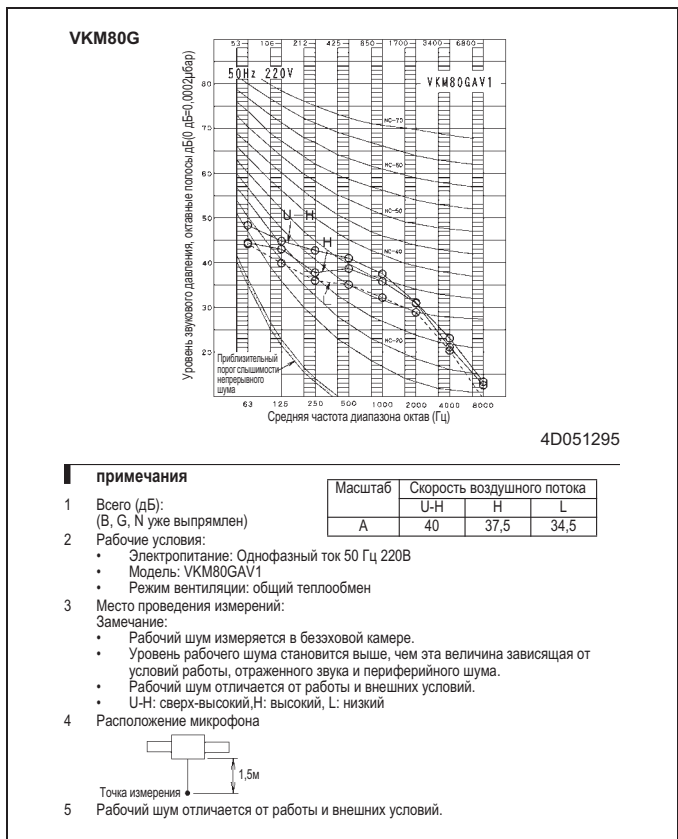 VKM80G
Уровень звукового давления, октавные полосы дБ(0 дБ=0,0002μбар)
53 106 212 425 850 1700 3400 6800
50Hz 220V
VKM80GAV1
80
70
60
50
40
30
20
NC-70
NC-60
NC-50
NC-40
NC-20
U-H
H
L
Приблизительный
порог слышимости
непрерывного
шума
63 125 250 500 1000 2000 4000 8000
Средняя частота диапазона октав (Гц)
4D051295
примечания
1 Всего (дБ):
(B, G, N уже выпрямлен)
Масштаб Скорость воздушного потока
U-H H L
A 40 37,5 34,5
2 Рабочие условия:
• Электропитание: Однофазный ток 50 Гц 220В
• Модель: VKM80GAV1
• Режим вентиляции: общий теплообмен
3 Место проведения измерений:
Замечание:
• Рабочий шум измеряется в безэховой камере.
• Уровень рабочего шума становится выше, чем эта величина зависящая от
условий работы, отраженного звука и периферийного шума.
• Рабочий шум отличается от работы и внешних условий.
• U-H: сверх-высокий,H: высокий, L: низкий
4 Расположение микрофона
1,5м
Точка измерения
5 Рабочий шум отличается от работы и внешних условий.